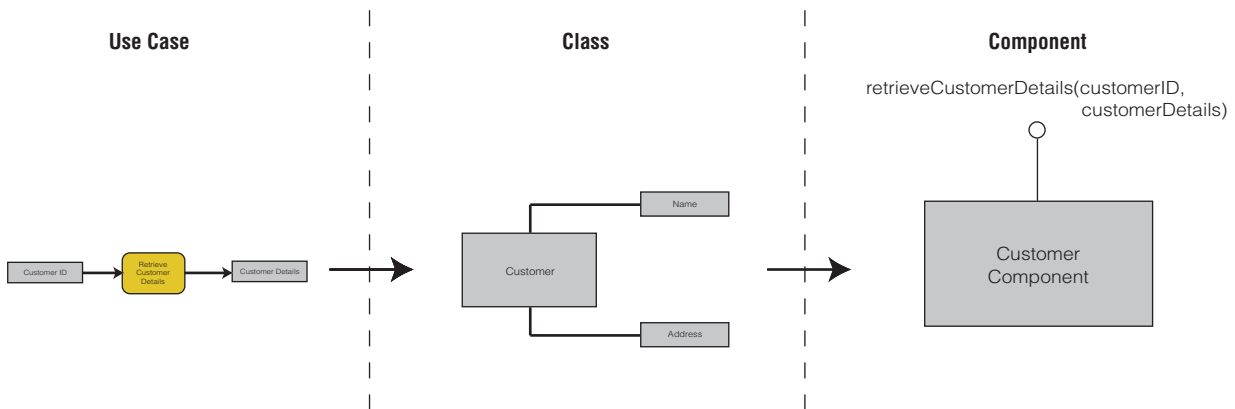 Use Case
Class
Component
retrieveCustomerDetails(customerID,
customerDetails)
Customer ID
Retrieve
Customer
Details
Customer Details
Name
Customer
Address
Customer
Component